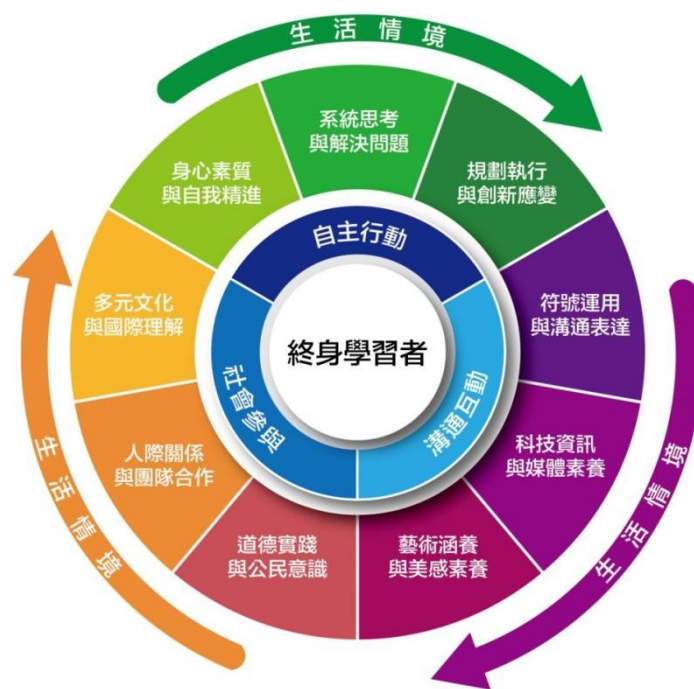 生活情境
系統思考
與解決問題
規劃執行
與創新應變
符號運用
與溝通表達
科技資訊
與媒體素養
藝術涵養
與美感素養
道德實踐
與公民意識
人際關係
與團隊合作
多元文化
與國際理解
身心素質
與自我精進
自主行動
溝通互動
社會參與
終身學習者
生活情境
生活情境